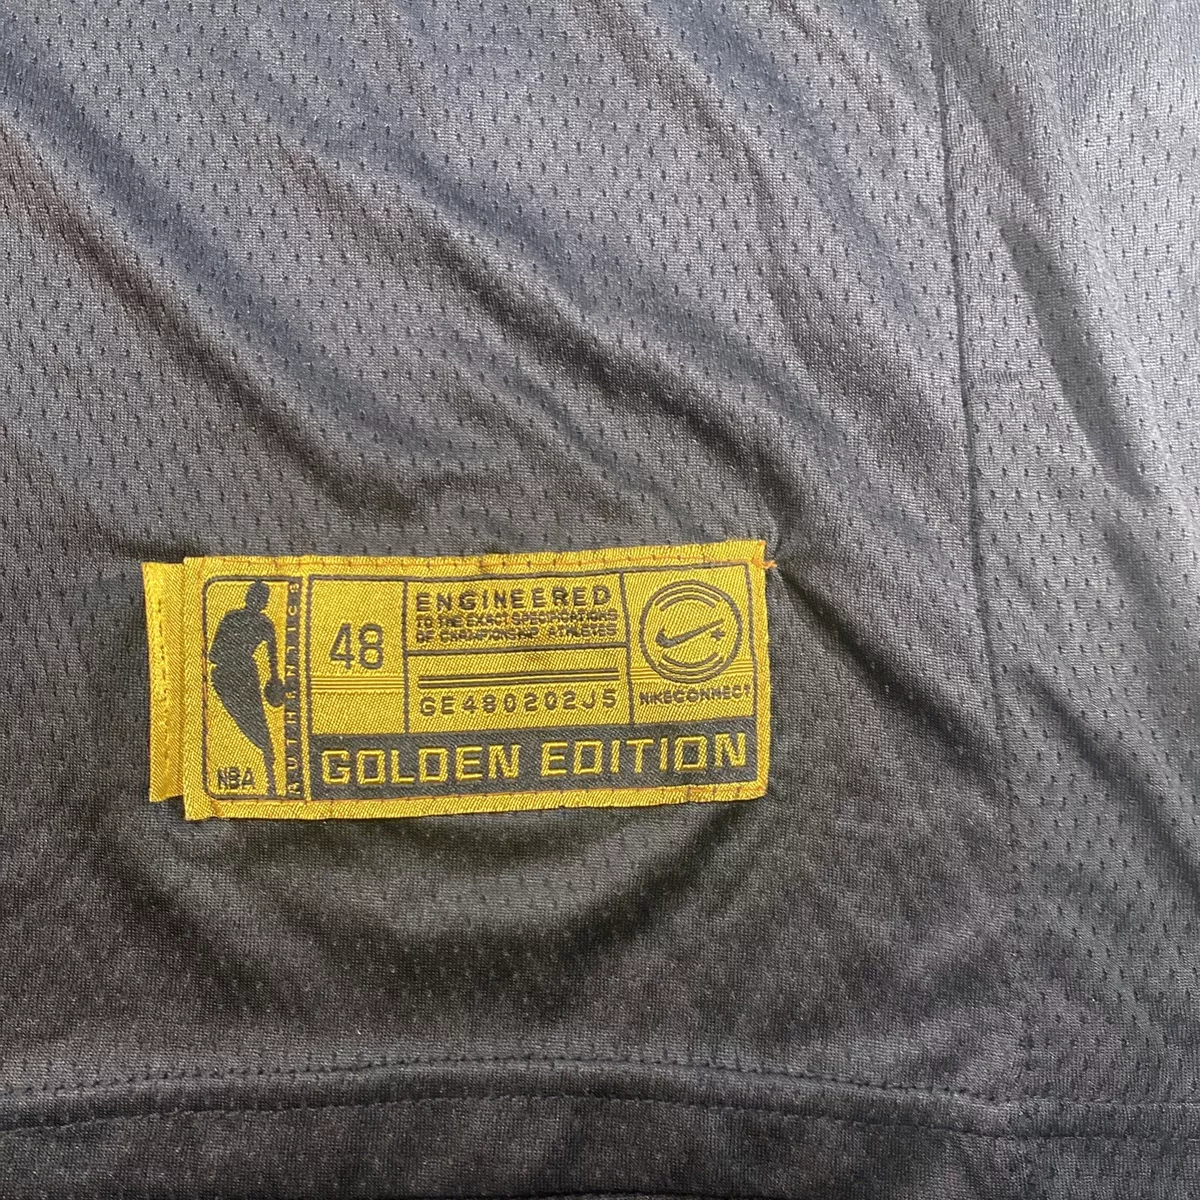 NBA
AUTHENTICS
48
ENGINEERED
TO THE EXACT SPECIFICATIONS
OF CHAMPIONSHIP ATHLETES
GE480202J5
NIKECONNECT
GOLDEN EDITION